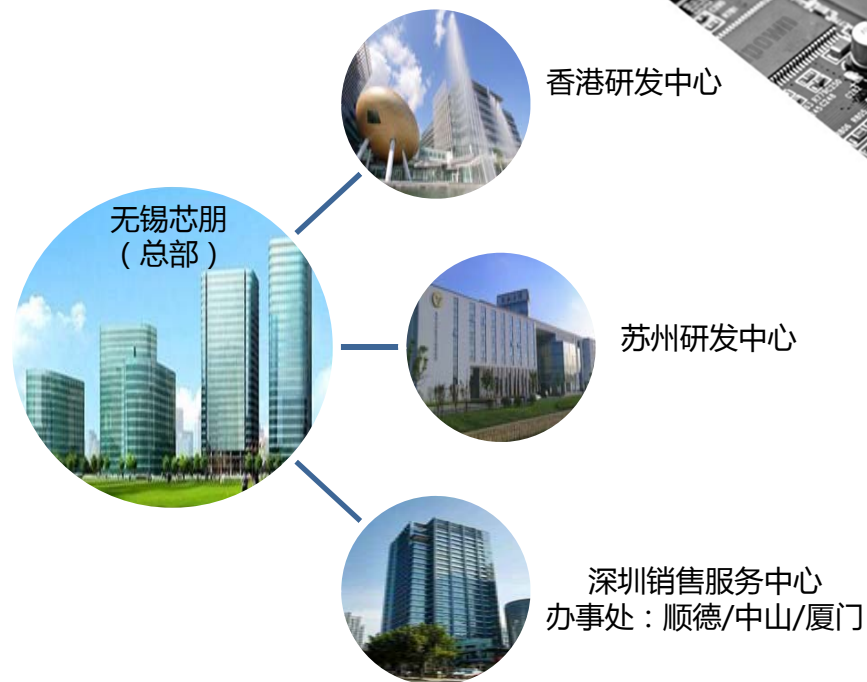 香港研发中心
无锡芯朋
（总部）
苏州研发中心
深圳销售服务中心
办事处：顺德/中山/厦门